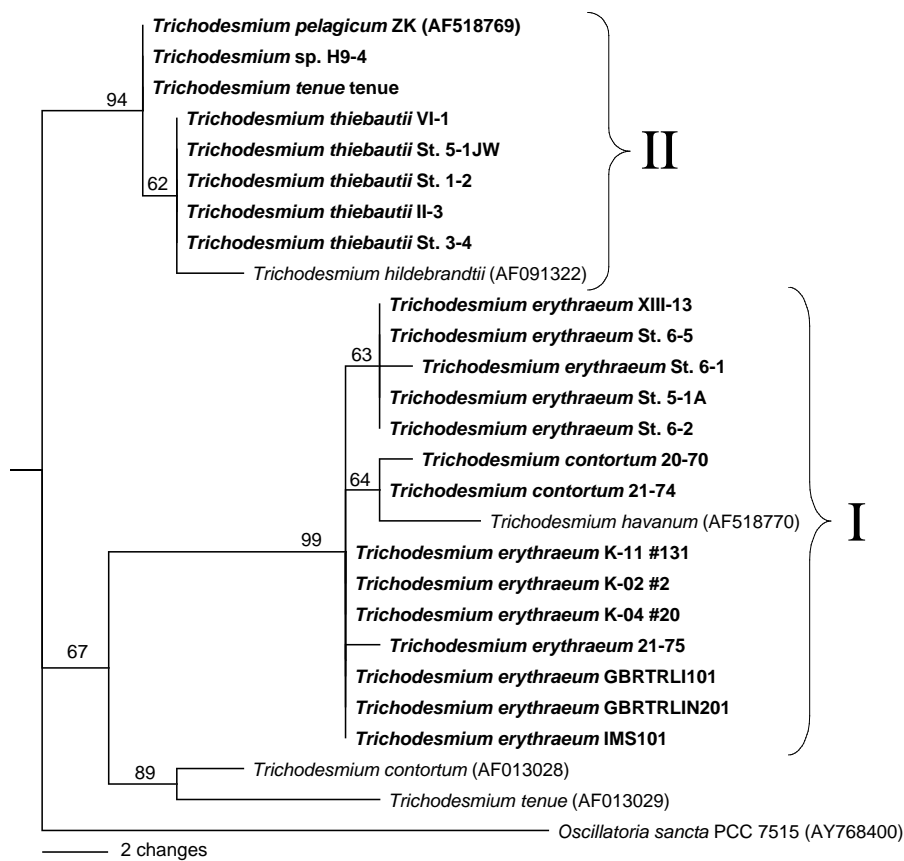 Trichodesmium pelagicum ZK (AF518769)
Trichodesmium sp. H9-4
Trichodesmium tenue tenue
94
Trichodesmium thiebautii VI-1
Trichodesmium thiebautii St. 5-1JW
II
Trichodesmium thiebautii St. 1-2
62
Trichodesmium thiebautii II-3
Trichodesmium thiebautii St. 3-4
Trichodesmium hildebrandtii (AF091322)
Trichodesmium erythraeum XIII-13
Trichodesmium erythraeum St. 6-5
63
Trichodesmium erythraeum St. 6-1
Trichodesmium erythraeum St. 5-1A
Trichodesmium erythraeum St. 6-2
Trichodesmium contortum 20-70
64
Trichodesmium contortum 21-74
Trichodesmium havanum (AF518770)
I
99
Trichodesmium erythraeum K-11 #131
Trichodesmium erythraeum K-02 #2
Trichodesmium erythraeum K-04 #20
Trichodesmium erythraeum 21-75
67
Trichodesmium erythraeum GBRTRLI101
Trichodesmium erythraeum GBRTRLIN201
Trichodesmium erythraeum IMS101
Trichodesmium contortum (AF013028)
89
Trichodesmium tenue (AF013029)
Oscillatoria sancta PCC 7515 (AY768400)
2 changes